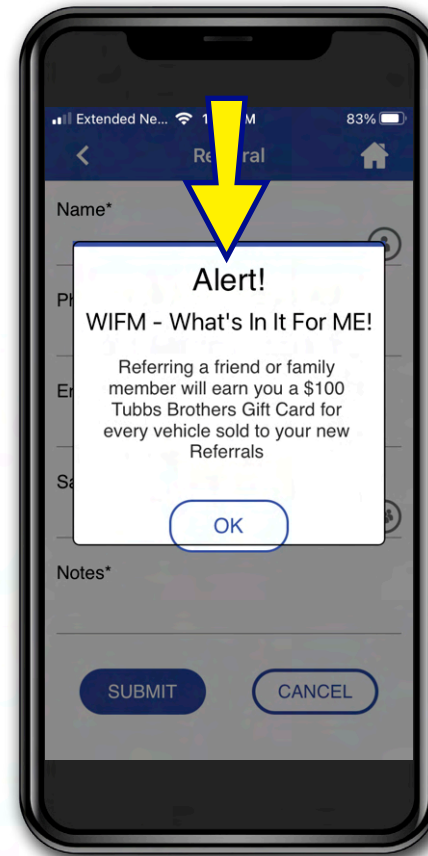 Extended Ne... 83%
Name*
Alert!
WIFM - What's In It For ME!
Referring a friend or family
member will earn you a $100
Tubbs Brothers Gift Card for
every vehicle sold to your new
Referrals
OK
Notes*
SUBMIT CANCEL